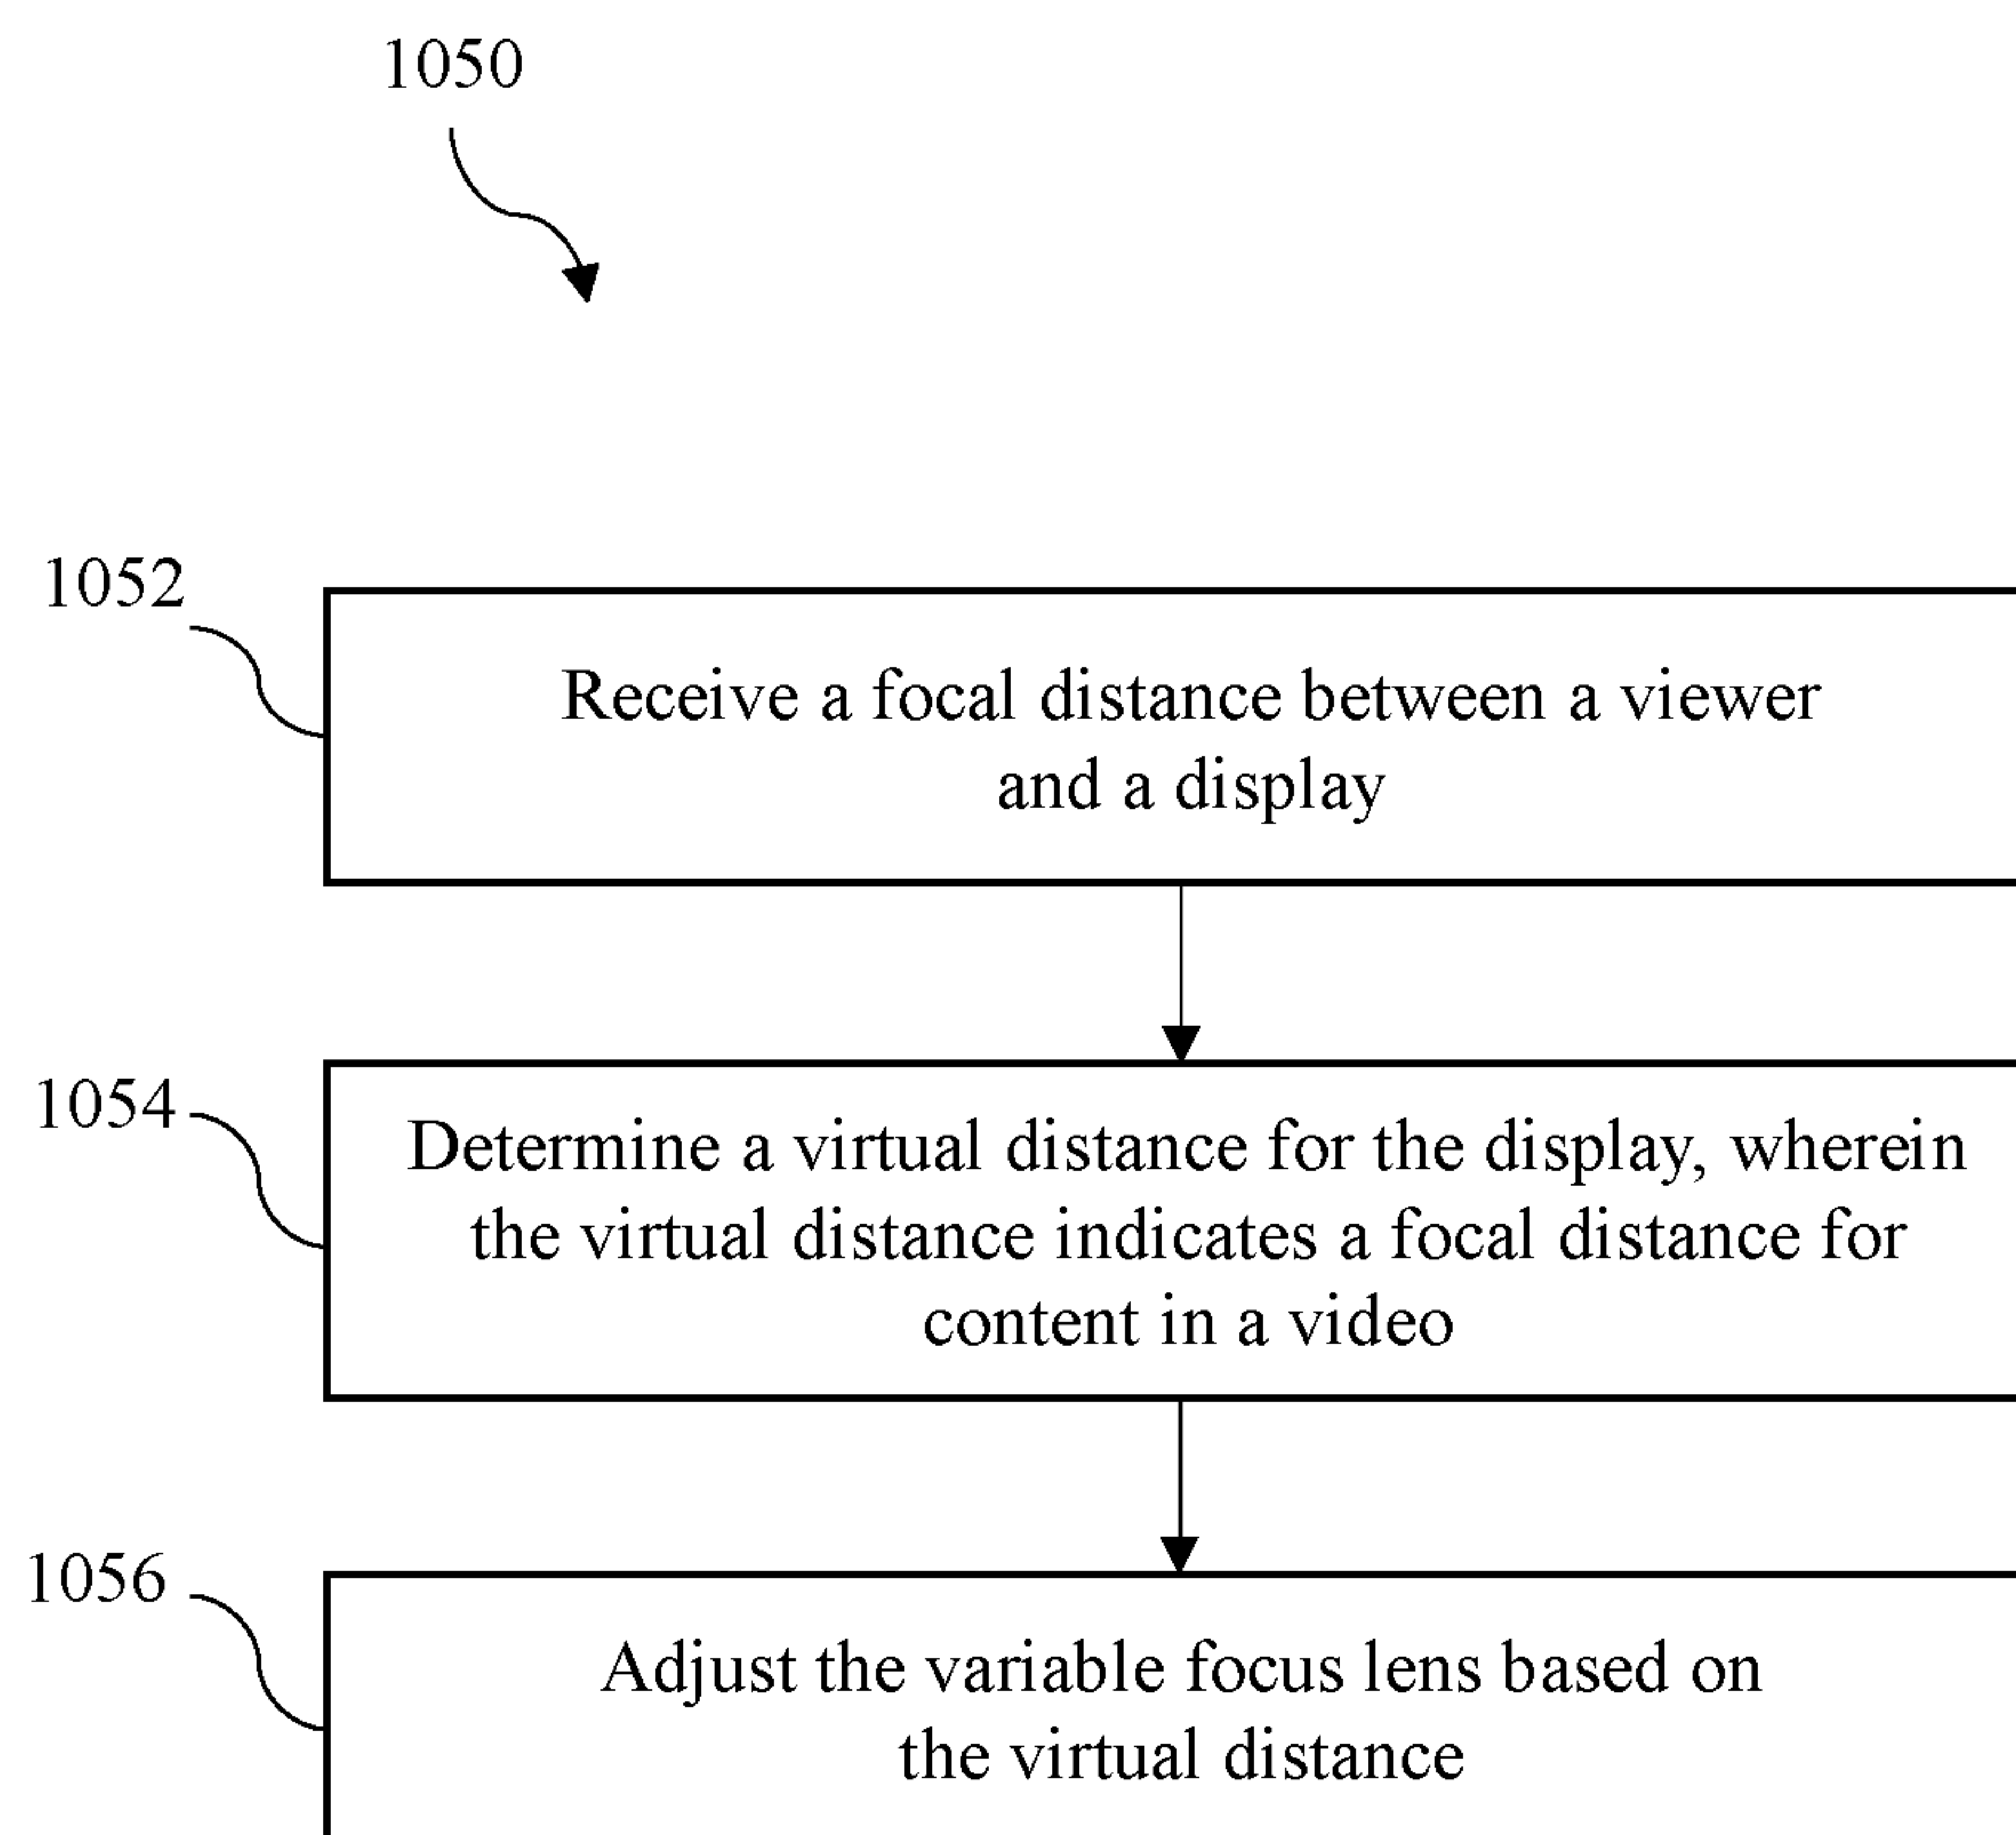 1050
1052
Receive a focal distance between a viewer
and a display
1054
Determine a virtual distance for the display, wherein
the virtual distance indicates a focal distance for
content in a video
1056
Adjust the variable focus lens based on
the virtual distance